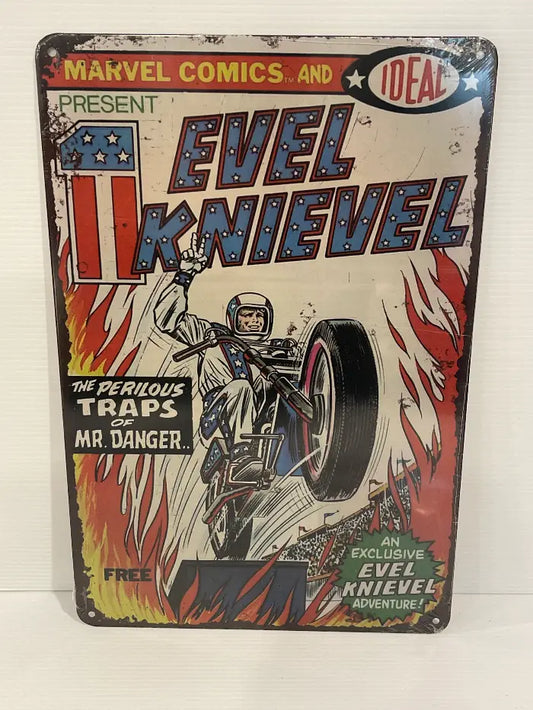 MARVEL COMICS™ AND IDEAL
PRESENT
1 EVEL
KNIEVEL
THE PERILOUS
TRAPS
OF
MR. DANGER..
FREE
AN
EXCLUSIVE
EVEL
KNIEVEL
ADVENTURE!